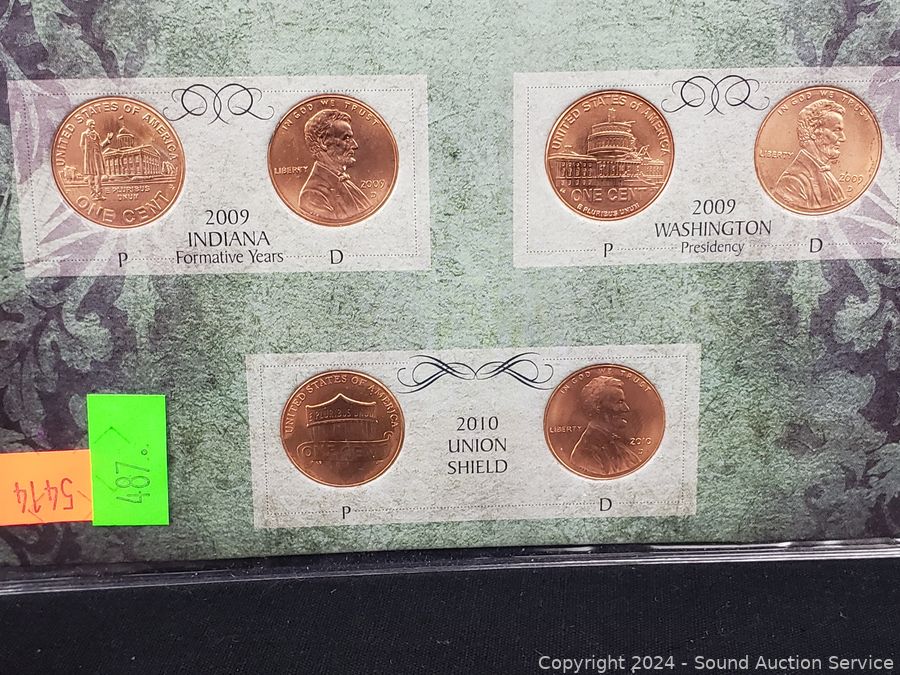 UNITED STATES OF AMERICA
E PLURIBUS
UNUM
ONE CENT
IN GOD WE TRUST
LIBERTY
2009
D
2009
INDIANA
Formative Years
P
D
UNITED STATES OF AMERICA
ONE CENT
E PLURIBUS UNUM
IN GOD WE TRUST
LIBERTY
2009
D
2009
WASHINGTON
Presidency
P
D
UNITED STATES OF AMERICA
E PLURIBUS UNUM
ONE CENT
IN GOD WE TRUST
LIBERTY
2010
D
2010
UNION
SHIELD
P
D
5414
487.
Copyright © 2024 - Sound Auction Service